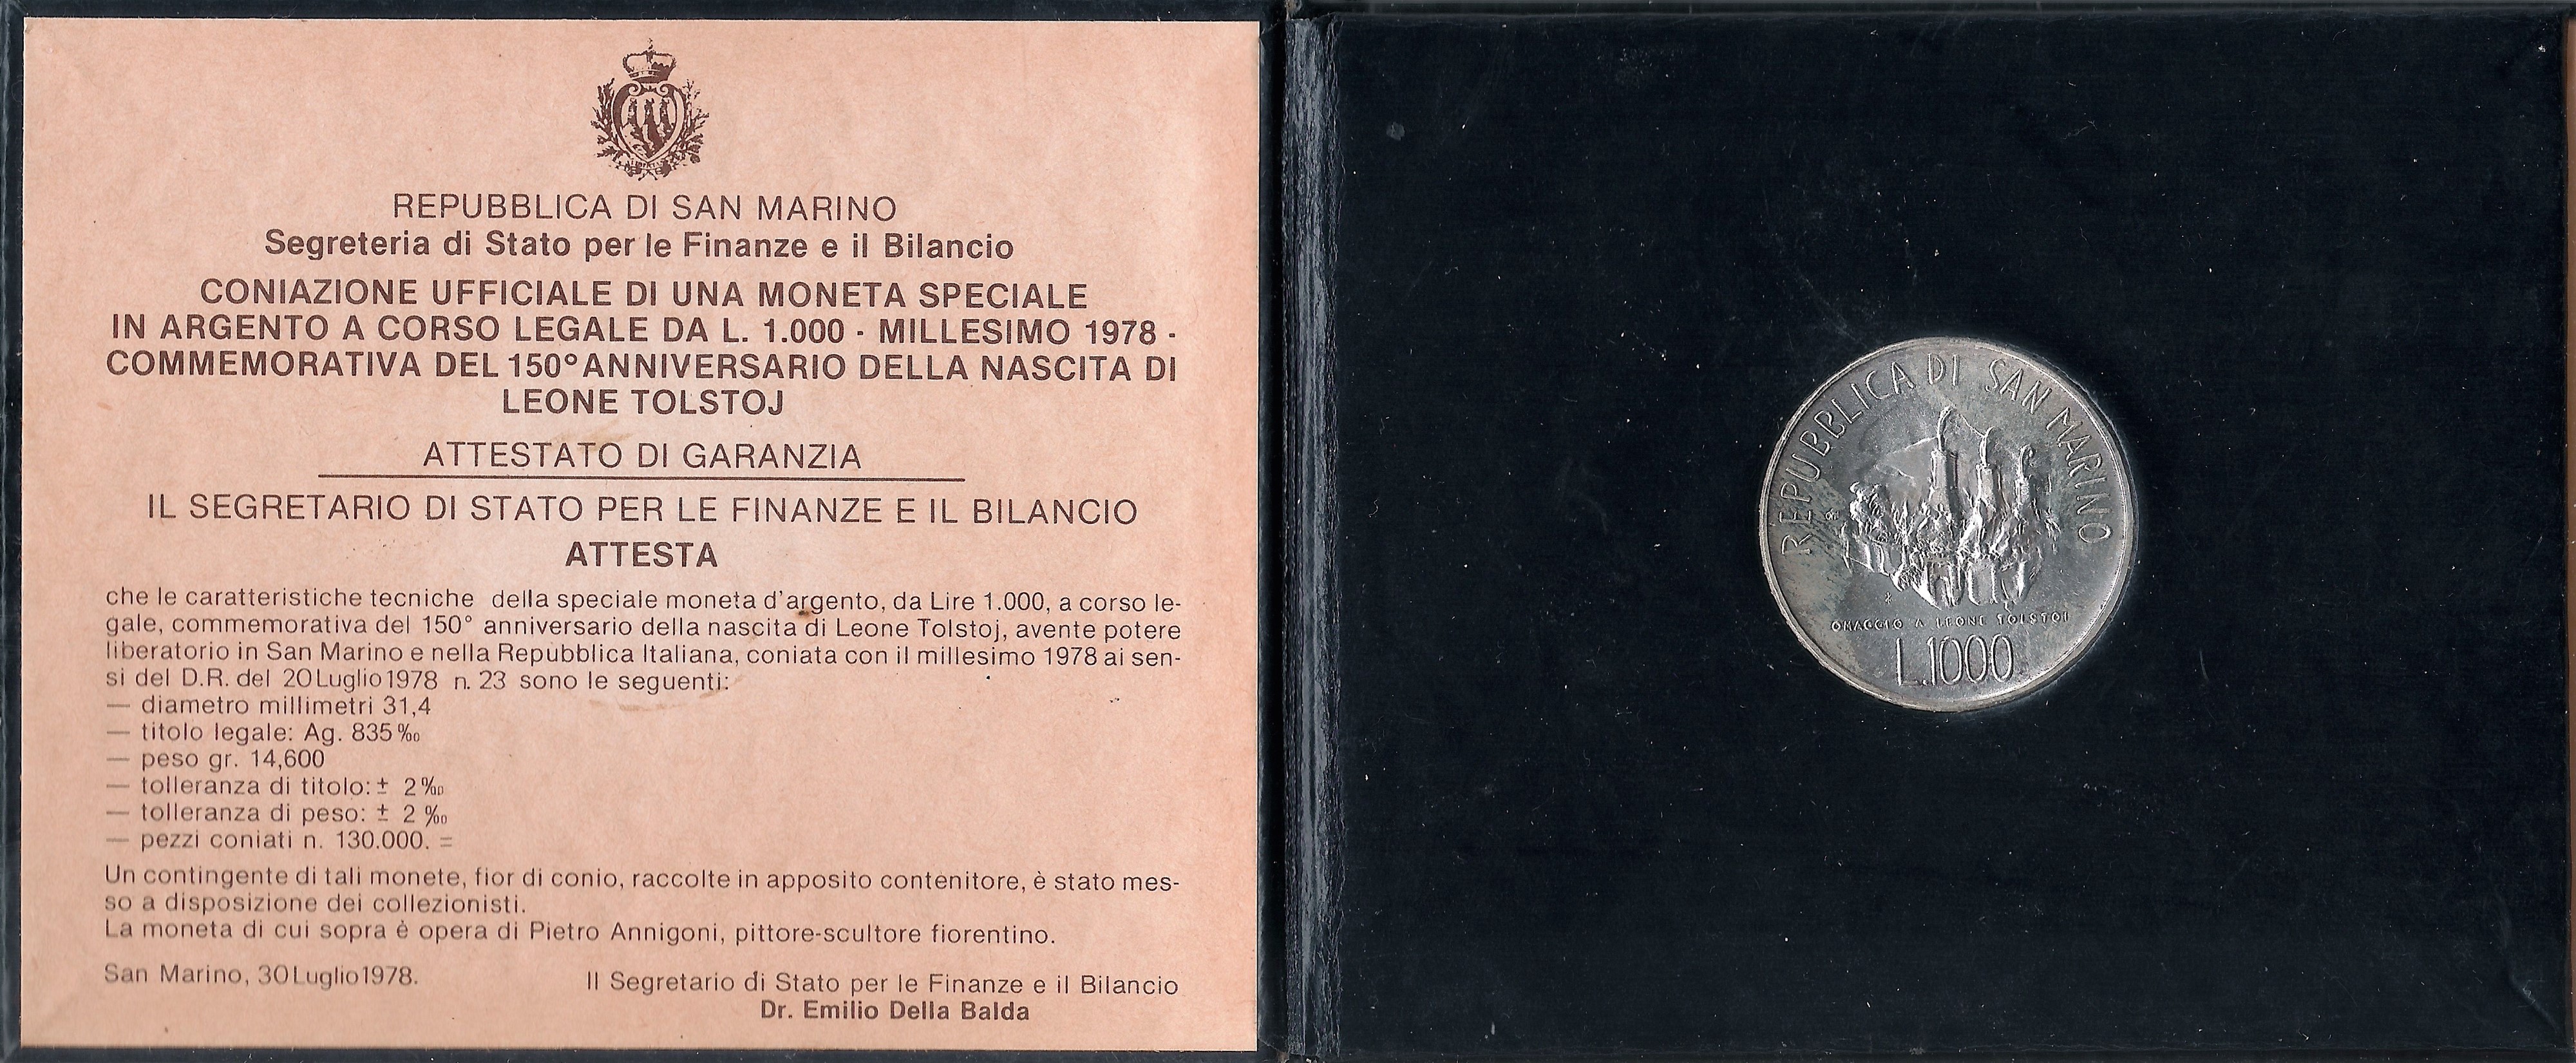 REPUBBLICA DI SAN MARINO
Segreteria di Stato per le Finanze e il Bilancio
CONIAZIONE UFFICIALE DI UNA MONETA SPECIALE
IN ARGENTO A CORSO LEGALE DA L. 1.000 - MILLESIMO 1978 -
COMMEMORATIVA DEL 150° ANNIVERSARIO DELLA NASCITA DI
LEONE TOLSTOJ
ATTESTATO DI GARANZIA
IL SEGRETARIO DI STATO PER LE FINANZE E IL BILANCIO
ATTESTA
che le caratteristiche tecniche della speciale moneta d'argento, da Lire 1.000, a corso le-
gale, commemorativa del 150° anniversario della nascita di Leone Tolstoj, avente potere
liberatorio in San Marino e nella Repubblica Italiana, coniata con il millesimo 1978 ai sen-
si del D.R. del 20 Luglio 1978 n. 23 sono le seguenti:
— diametro millimetri 31,4
— titolo legale: Ag. 835‰
— peso gr. 14,600
— tolleranza di titolo: ± 2‰
— tolleranza di peso: ± 2‰
— pezzi coniati n. 130.000. =
Un contingente di tali monete, fior di conio, raccolte in apposito contenitore, è stato mes-
so a disposizione dei collezionisti.
La moneta di cui sopra è opera di Pietro Annigoni, pittore-scultore fiorentino.
San Marino, 30 Luglio 1978.
Il Segretario di Stato per le Finanze e il Bilancio
Dr. Emilio Della Balda
REPUBBLICA DI SAN MARINO
OMAGGIO A LEONE TOLSTOI
L.1000